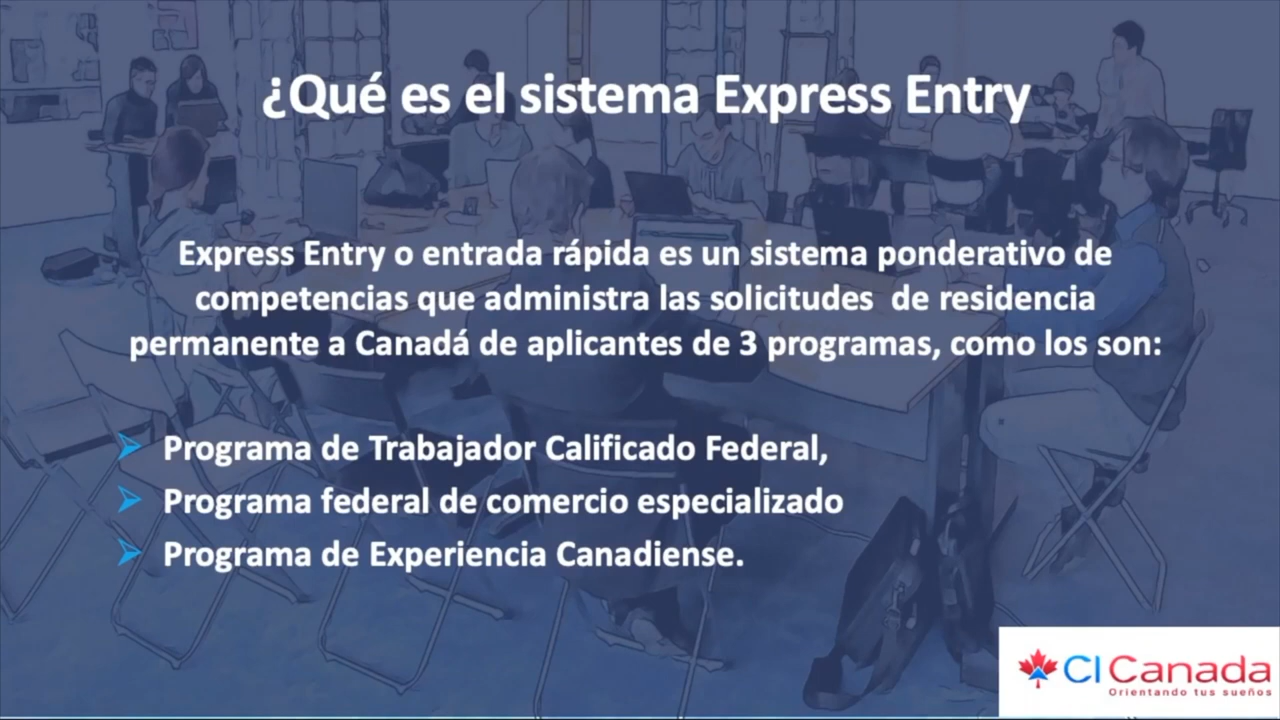 ¿Qué es el sistema Express Entry
Express Entry o entrada rápida es un sistema ponderativo de
competencias que administra las solicitudes de residencia
permanente a Canadá de aplicantes de 3 programas, como los son:
Programa de Trabajador Calificado Federal,
Programa federal de comercio especializado
Programa de Experiencia Canadiense.
CI Canada
Orientando tus sueños